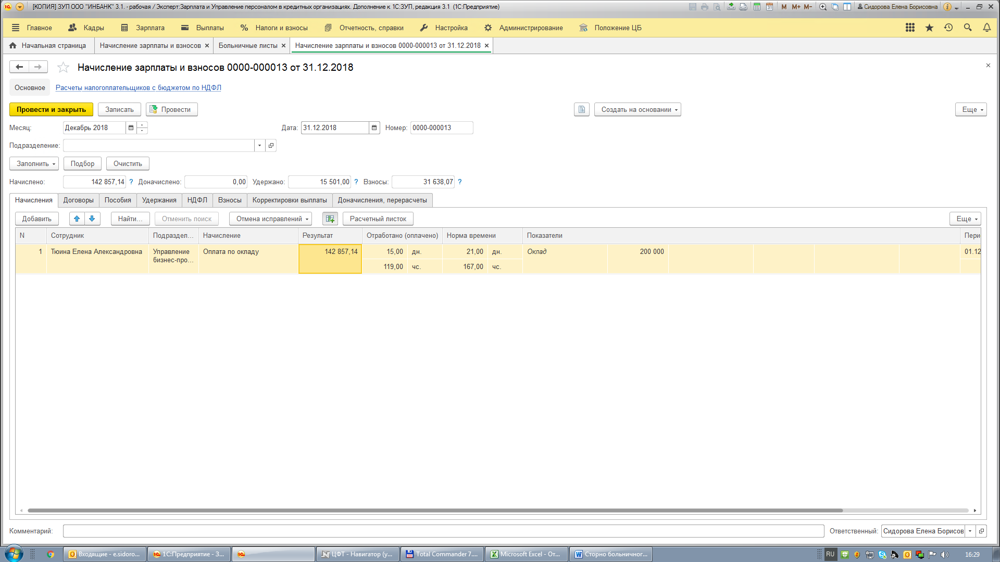 [КОПИЯ] ЗУП ООО "ИНБАНК" 3.1. - рабочая / Эксперт:Зарплата и Управление персоналом в кредитных организациях. Дополнение к 1С:ЗУП, редакция 3.1 (1С:Предприятие) M M+ M- Сидорова Елена Борисовна
Главное Кадры Зарплата Выплаты Налоги и взносы Отчетность, справки Настройка Администрирование Положение ЦБ
Начальная страница Начисление зарплаты и взносов Больничные листы Начисление зарплаты и взносов 0000-000013 от 31.12.2018
Начисление зарплаты и взносов 0000-000013 от 31.12.2018
Основное Расчеты налогоплательщиков с бюджетом по НДФЛ
Провести и закрыть Записать Провести Создать на основании Еще
Месяц: Декабрь 2018 Дата: 31.12.2018 Номер: 0000-000013
Подразделение:
Заполнить Подбор Очистить
Начислено: 142 857,14 ? Доначислено: 0,00 Удержано: 15 501,00 ? Взносы: 31 638,07 ?
Начисления Договоры Пособия Удержания НДФЛ Взносы Корректировки выплаты Доначисления, перерасчеты
Добавить Найти... Отменить поиск Отмена исправлений Расчетный листок Еще
N Сотрудник Подраздел... Начисление Результат Отработано (оплачено) Норма времени Показатели Пери
1 Тюина Елена Александровна Управление Оплата по окладу 142 857,14 15,00 дн. 21,00 дн. Оклад 200 000 01.12
бизнес-про...
119,00 чс. 167,00 чс.
Комментарий: Ответственный: Сидорова Елена Борисов
Входящие - e.sidoro... 1С:Предприятие - З... ЦФТ - Навигатор (у... Total Commander 7.... Microsoft Excel - От... Сторно больничног... RU 16:29